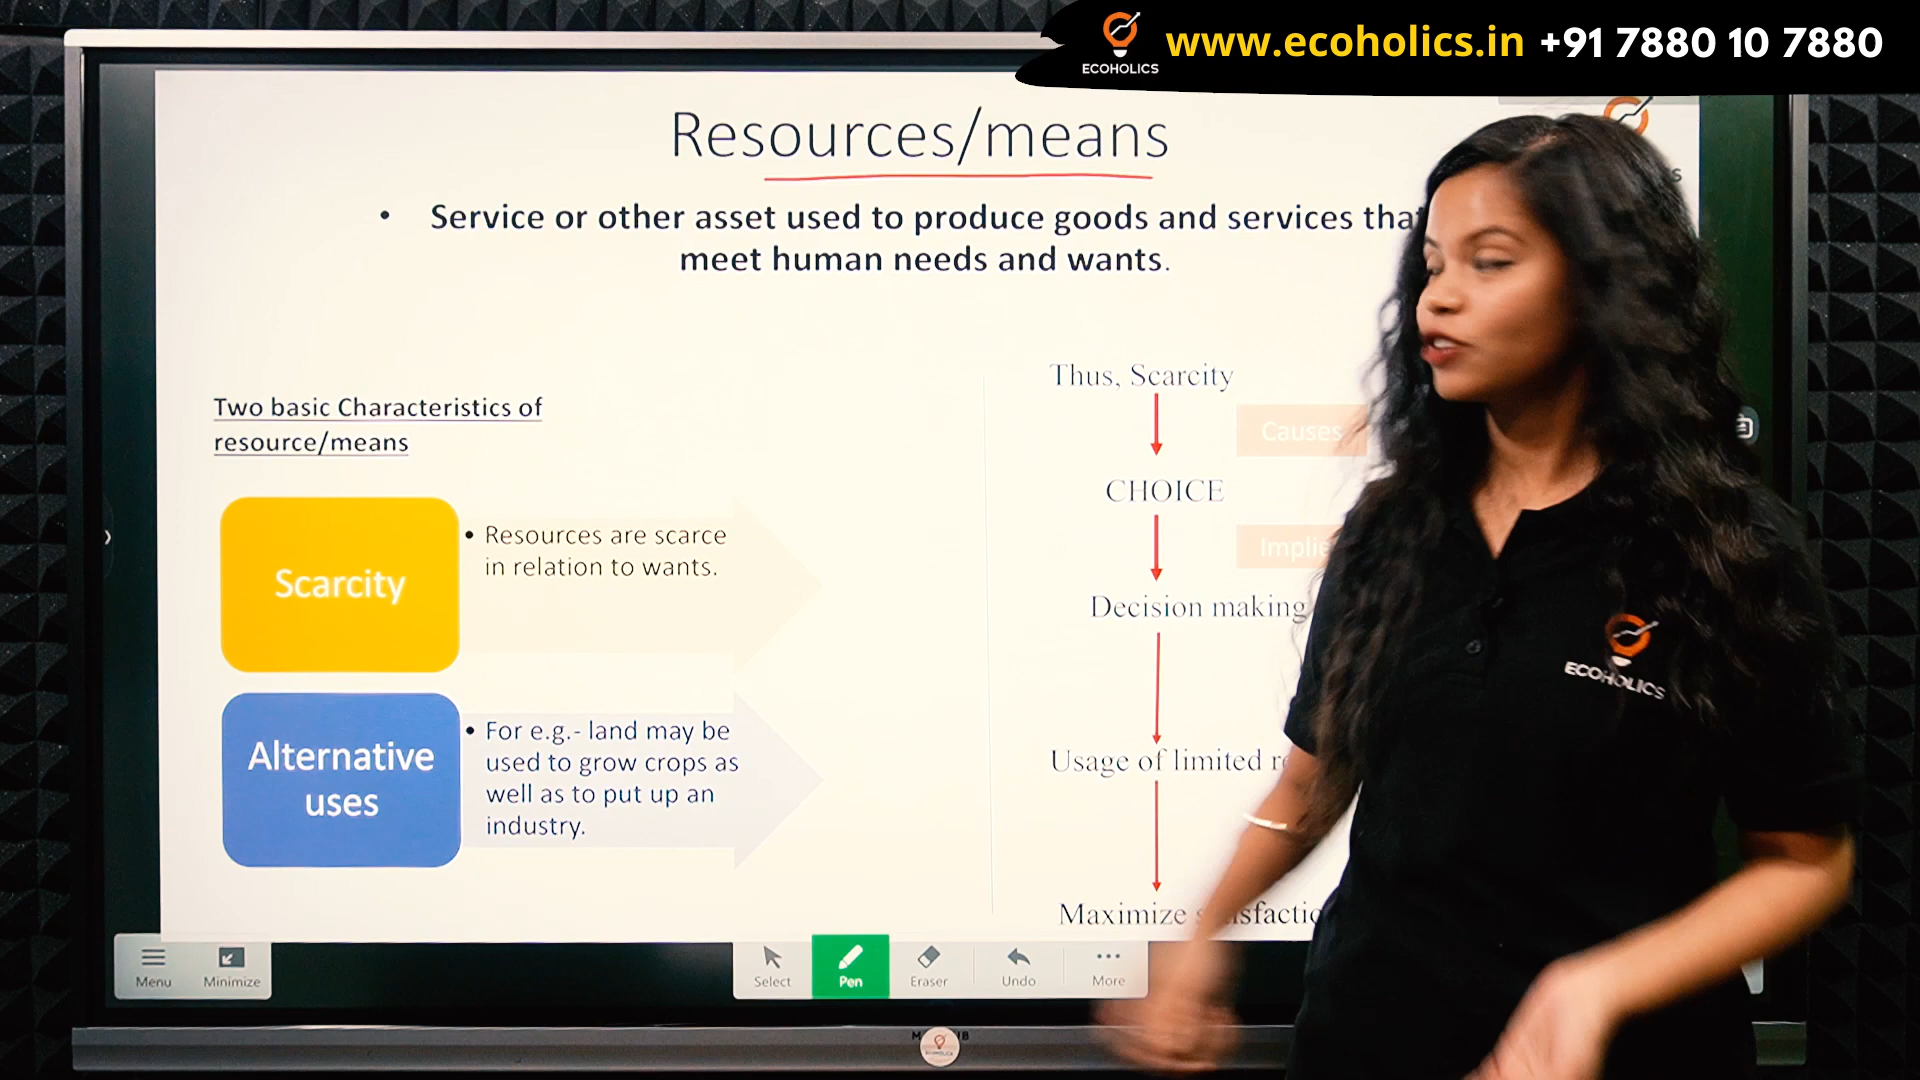 www.ecoholics.in +91 7880 10 7880
ECOHOLICS
Resources/means
• Service or other asset used to produce goods and services that
meet human needs and wants.
Two basic Characteristics of
resource/means
Scarcity
• Resources are scarce
in relation to wants.
Alternative
uses
• For e.g.- land may be
used to grow crops as
well as to put up an
industry.
Thus, Scarcity
Causes
CHOICE
Decision making
Usage of limited
Maximize
ECOHOLICS
Menu
Minimize
Select
Pen
Eraser
Undo
More